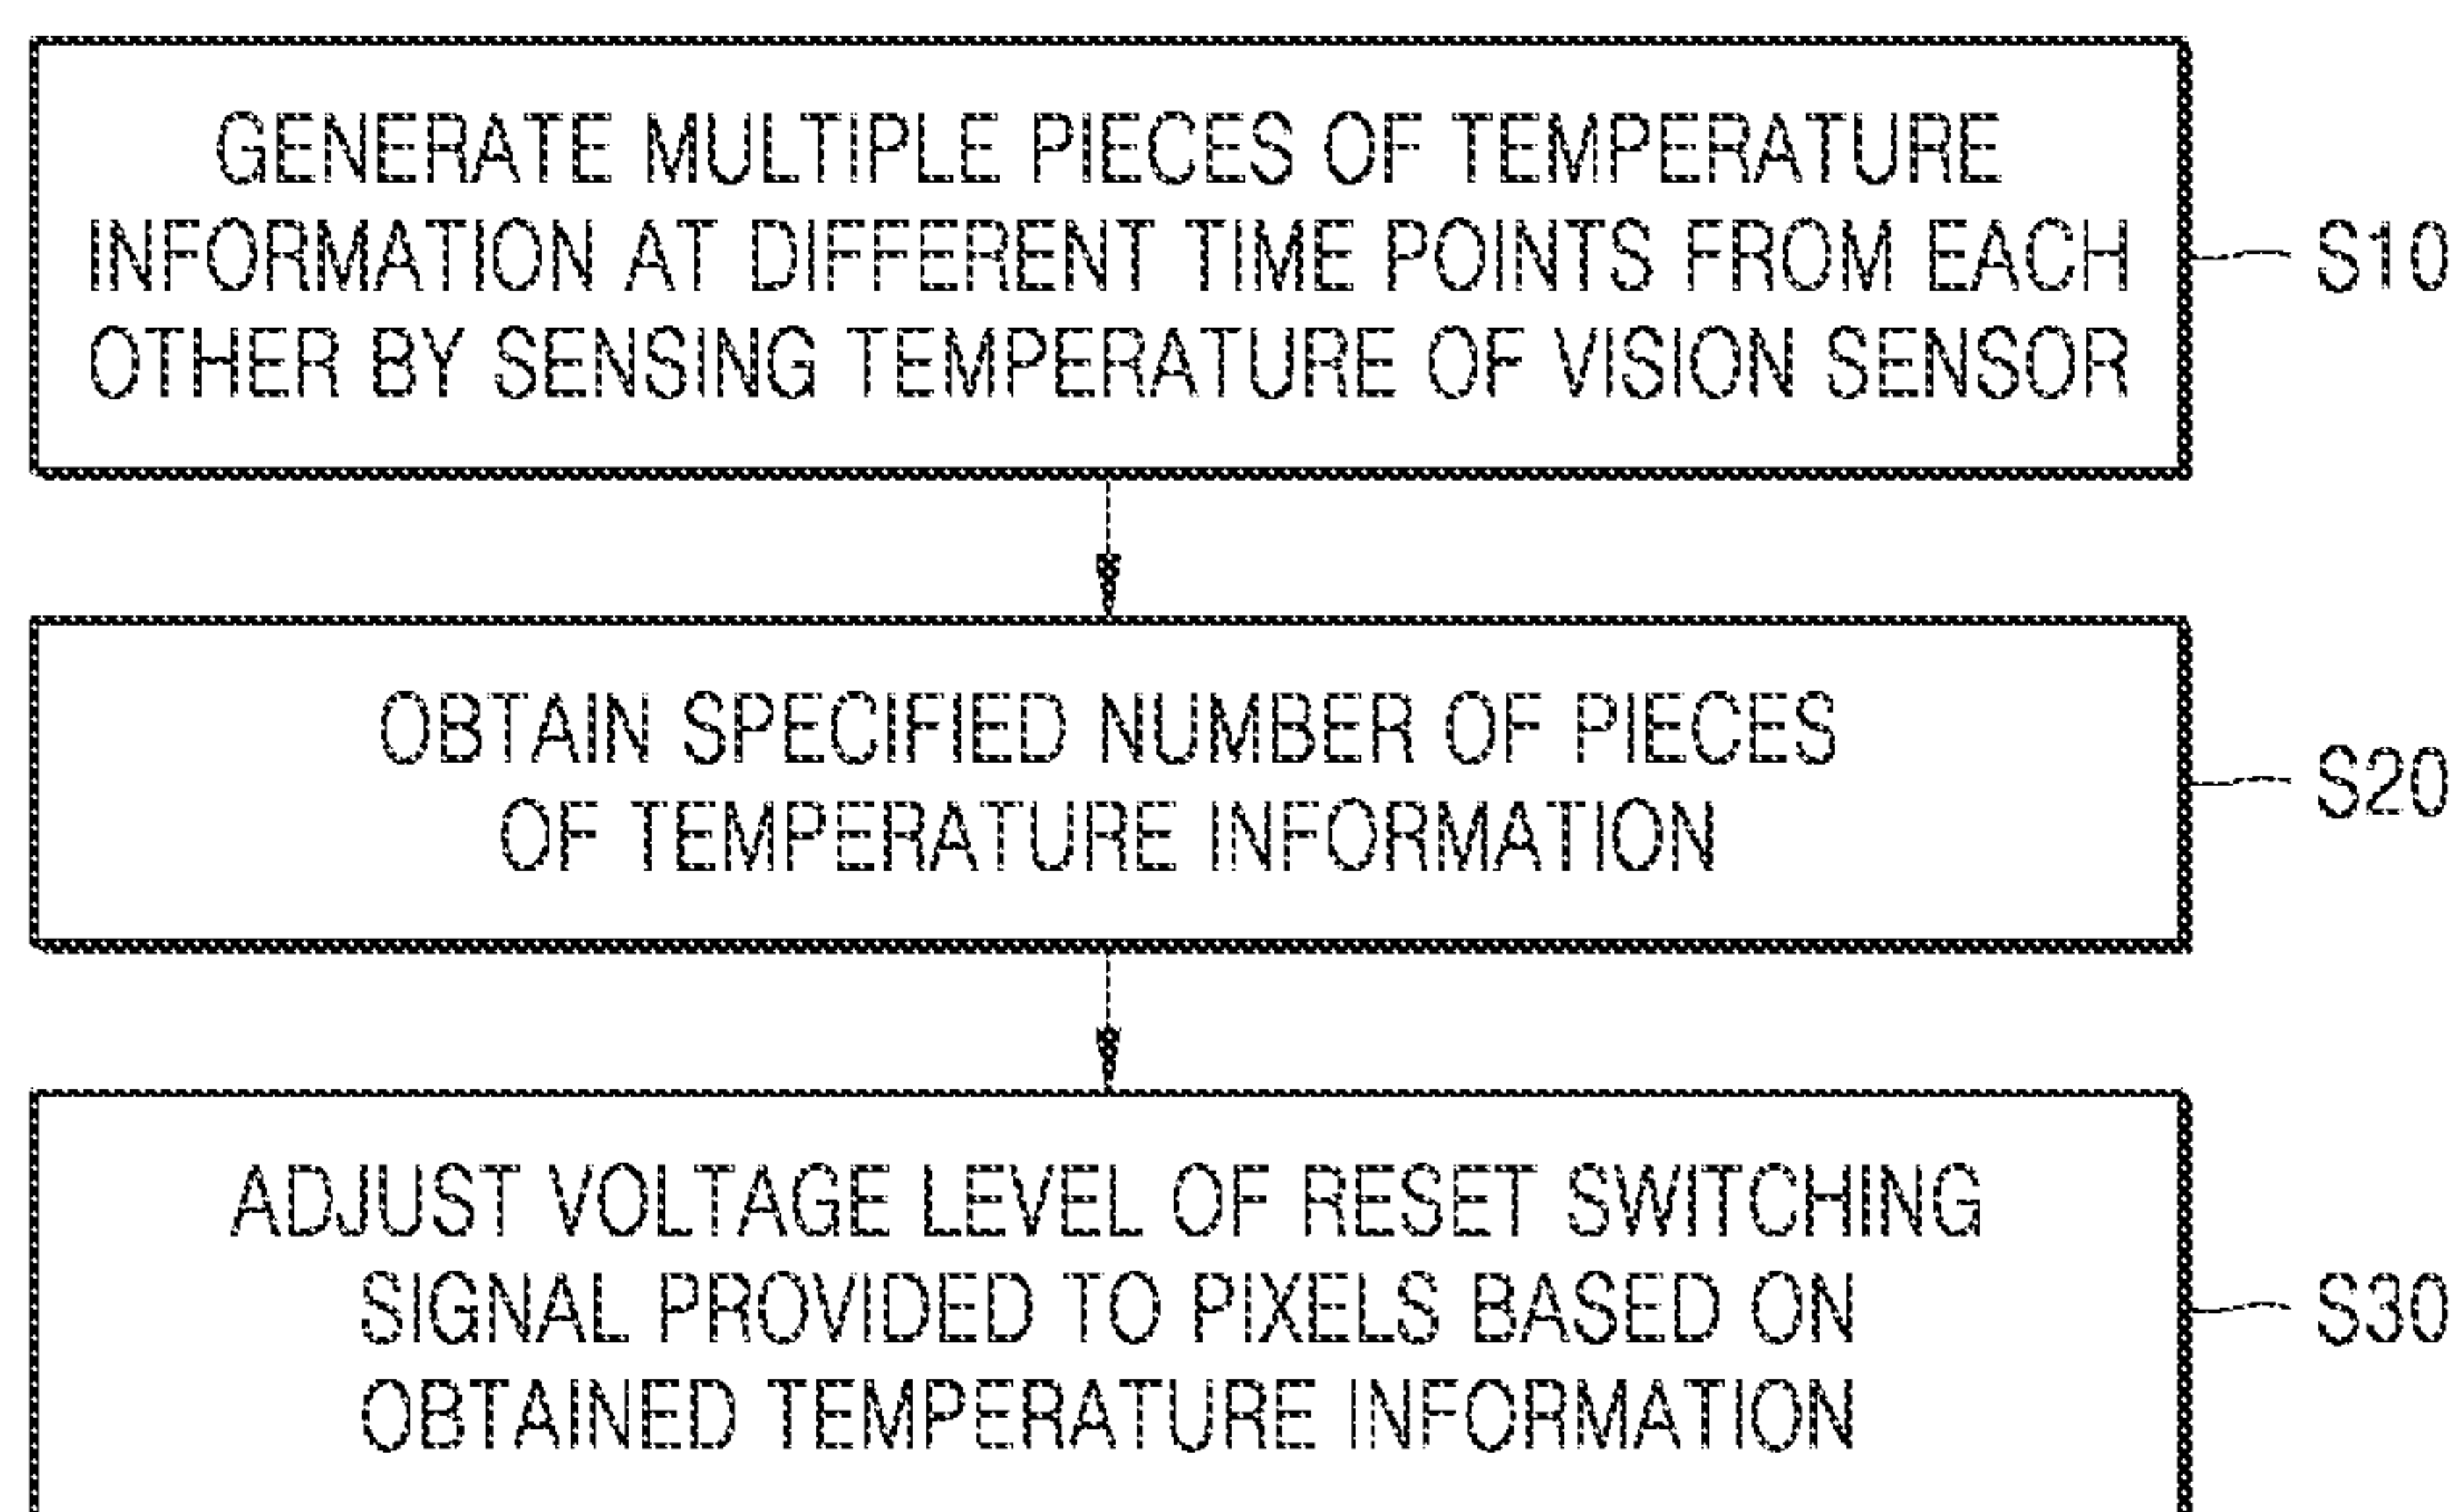 GENERATE MULTIPLE PIECES OF TEMPERATURE
INFORMATION AT DIFFERENT TIME POINTS FROM EACH
OTHER BY SENSING TEMPERATURE OF VISION SENSOR
S10
OBTAIN SPECIFIED NUMBER OF PIECES
OF TEMPERATURE INFORMATION
S20
ADJUST VOLTAGE LEVEL OF RESET SWITCHING
SIGNAL PROVIDED TO PIXELS BASED ON
OBTAINED TEMPERATURE INFORMATION
S30